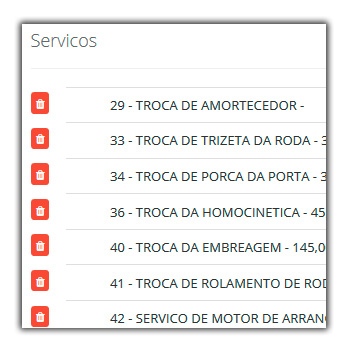 Servicos
29 - TROCA DE AMORTECEDOR -
33 - TROCA DE TRIZETA DA RODA - 3
34 - TROCA DE PORCA DA PORTA - 3
36 - TROCA DA HOMOCINETICA - 45
40 - TROCA DA EMBREAGEM - 145,0
41 - TROCA DE ROLAMENTO DE ROD
42 - SERVICO DE MOTOR DE ARRAN